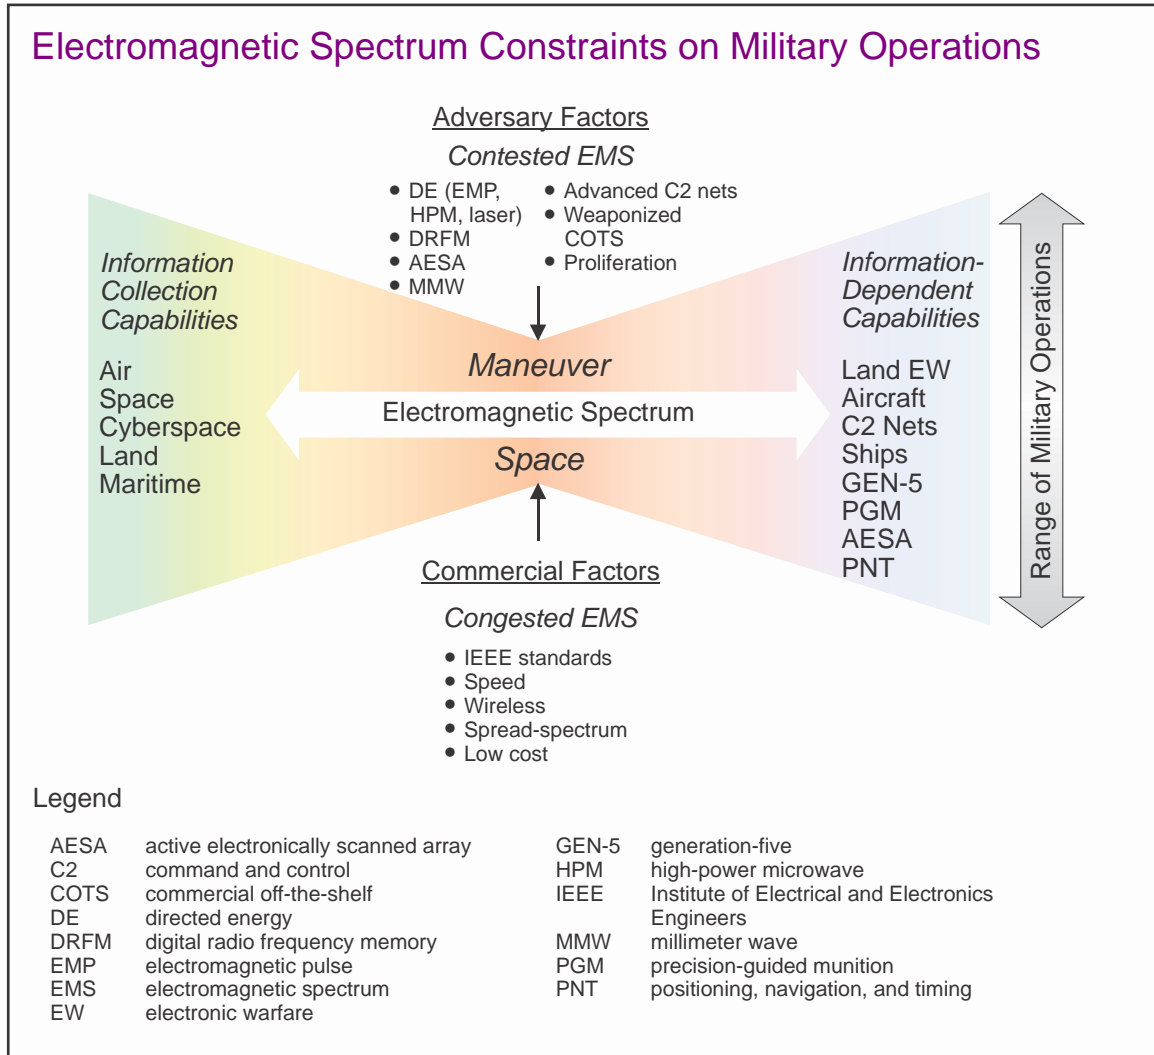 Electromagnetic Spectrum Constraints on Military Operations
Adversary Factors
Contested EMS
• DE (EMP,
HPM, laser)
• DRFM
• AESA
• MMW
• Advanced C2 nets
• Weaponized
COTS
• Proliferation
Information
Collection
Capabilities
Air
Space
Cyberspace
Land
Maritime
Maneuver
Electromagnetic Spectrum
Space
Information-
Dependent
Capabilities
Land EW
Aircraft
C2 Nets
Ships
GEN-5
PGM
AESA
PNT
Range of Military Operations
Commercial Factors
Congested EMS
• IEEE standards
• Speed
• Wireless
• Spread-spectrum
• Low cost
Legend
AESA active electronically scanned array
C2 command and control
COTS commercial off-the-shelf
DE directed energy
DRFM digital radio frequency memory
EMP electromagnetic pulse
EMS electromagnetic spectrum
EW electronic warfare
GEN-5 generation-five
HPM high-power microwave
IEEE Institute of Electrical and Electronics
Engineers
MMW millimeter wave
PGM precision-guided munition
PNT positioning, navigation, and timing